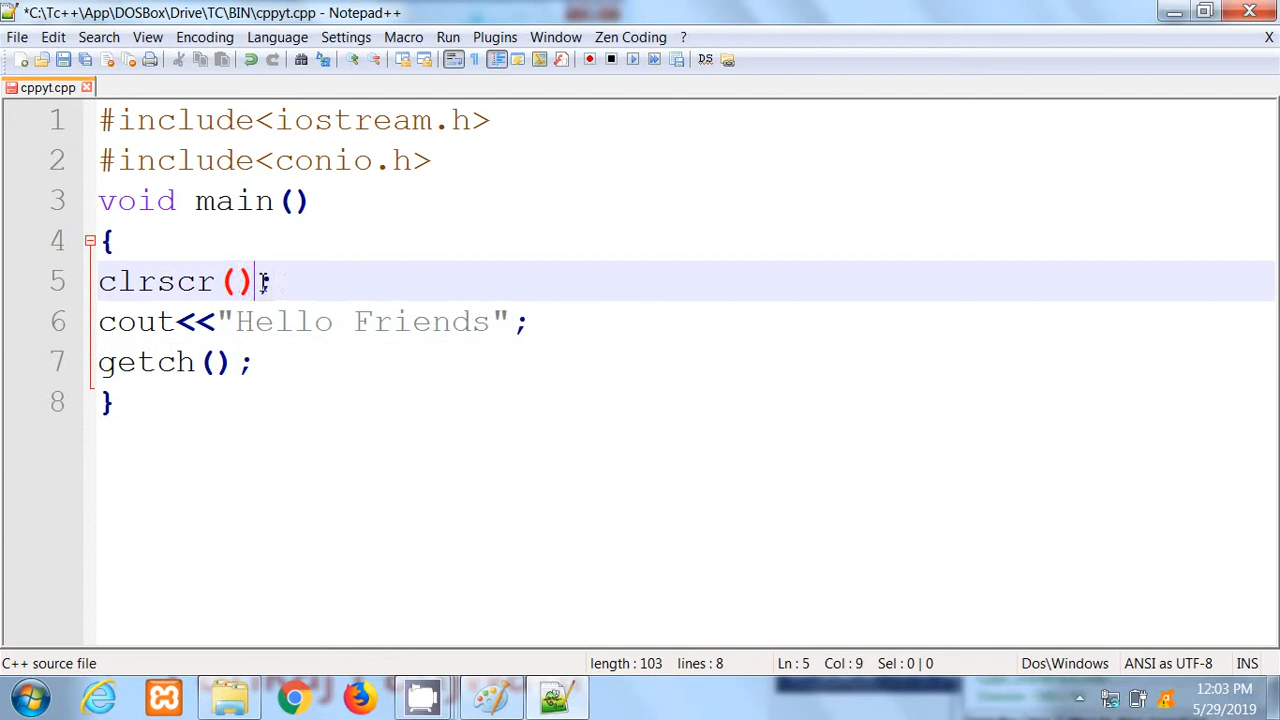 *C:\Tc++\App\DOSBox\Drive\TC\BIN\cppyt.cpp - Notepad++
File Edit Search View Encoding Language Settings Macro Run Plugins Window Zen Coding ? X
DS
cppyt.cpp
1 #include<iostream.h>
2 #include<conio.h>
3 void main()
4 {
5 clrscr();
6 cout<<"Hello Friends";
7 getch();
8 }
C++ source file length : 103 lines : 8 Ln : 5 Col : 9 Sel : 0 | 0 Dos\Windows ANSI as UTF-8 INS
12:03 PM
5/29/2019